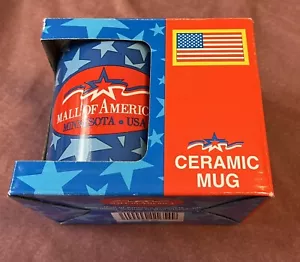 MALL OF AMERICA
MINNESOTA • USA
CERAMIC
MUG